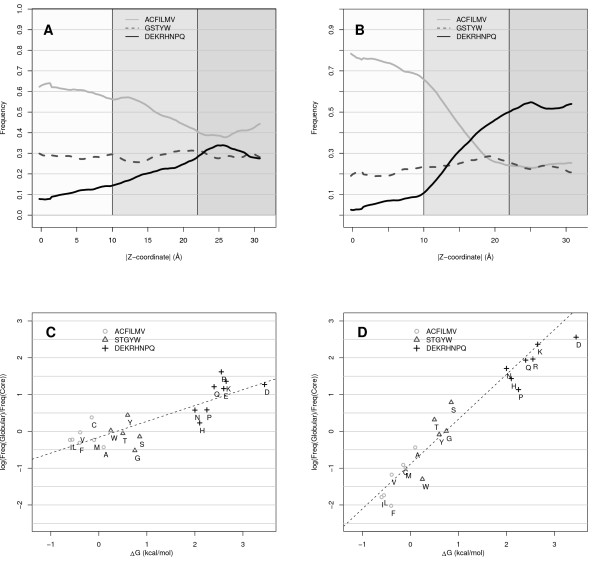 A
ACFILMV
GSTYW
DEKRHNPQ
Frequency
0.0 0.1 0.2 0.3 0.4 0.5 0.6 0.7 0.8 0.9 1.0
0 5 10 15 20 25 30
|Z−coordinate| (Å)
B
ACFILMV
GSTYW
DEKRHNPQ
Frequency
0.1 0.3 0.5 0.7 0.9
0 10 20 30
|Z−coordinate| (Å)
C
ACFILMV
STGYW
DEKRHNPQ
log(Freq(Globular)/Freq(Core))
−2 −1 0 1 2 3
−1 0 1 2 3
ΔG (kcal/mol)
I L F V C M A W Y T G S N H P Q K E D
D
ACFILMV
STGYW
DEKRHNPQ
log(Freq(Globular)/Freq(Core))
−2 −1 0 1 2 3
−1 0 1 2 3
ΔG (kcal/mol)
I L F V M A W T Y G S N H P Q R K D